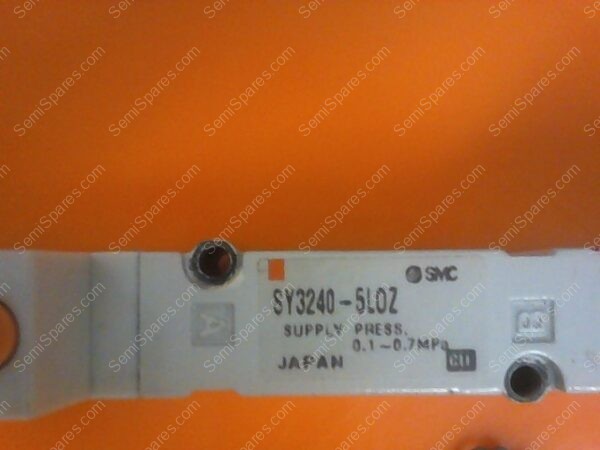 SMC
SY3240-5LOZ
A
B
SUPPLY PRESS.
0.1~0.7MPa
JAPAN
SemiSpares.com